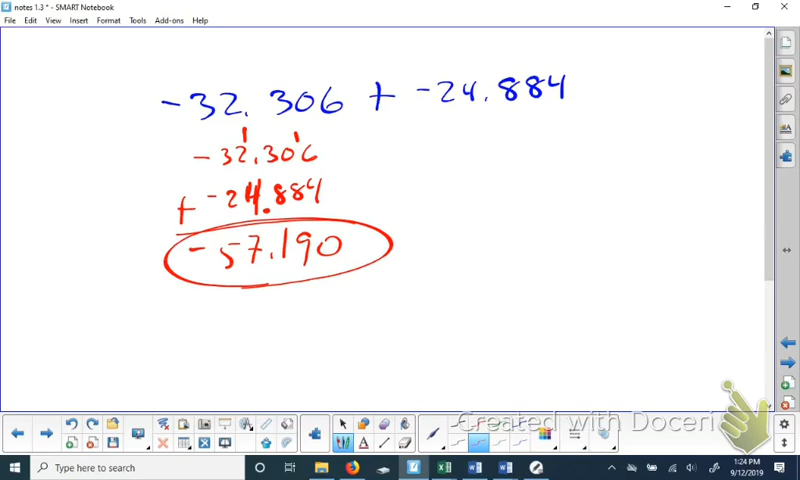 notes 1.3 * - SMART Notebook
File Edit View Insert Format Tools Add-ons Help
-32.306 + -24.884
-32.306
+ -24.884
-57.190
Created with Doceri
Type here to search
1:24 PM
9/12/2019